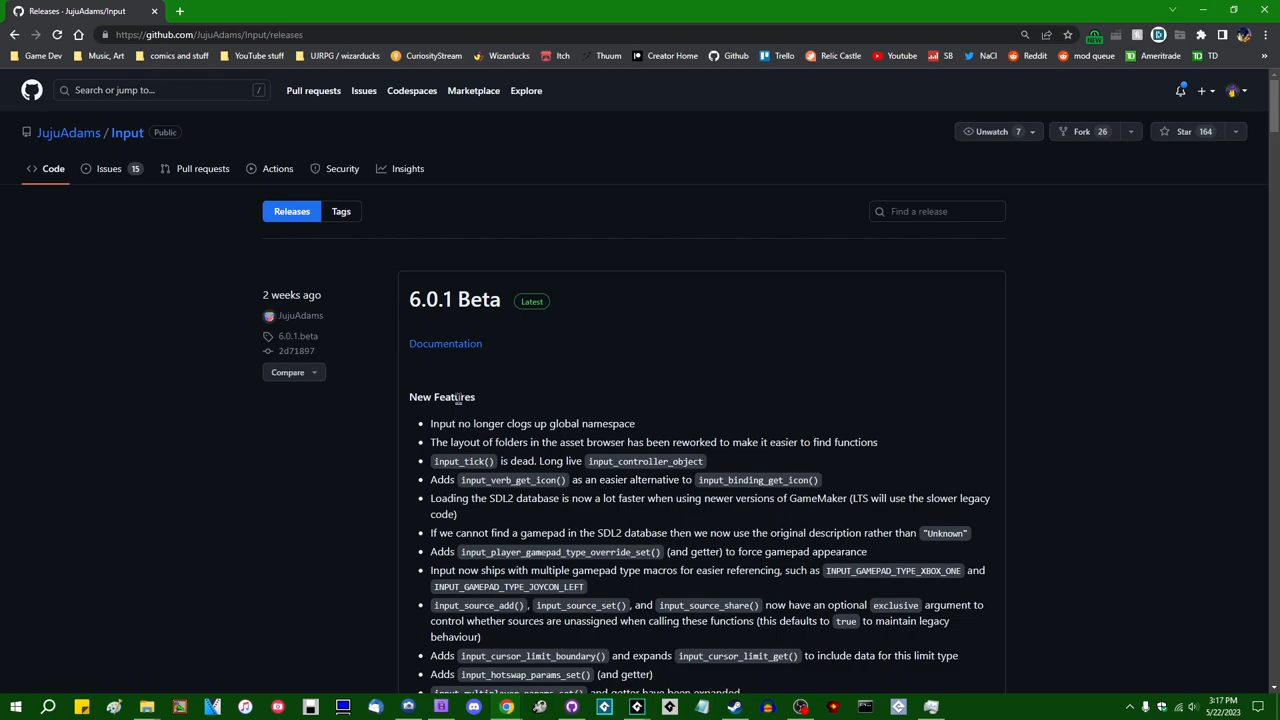 Releases - JujuAdams/Input
https://github.com/JujuAdams/Input/releases
Game Dev Music, Art comics and stuff YouTube stuff UJRPG / wizarducks CuriosityStream Wizarducks Itch Thuum Creator Home Github Trello Relic Castle Youtube SB NaCl Reddit mod queue Ameritrade TD
NEW
Search or jump to... / Pull requests Issues Codespaces Marketplace Explore
JujuAdams / Input Public Unwatch 7 Fork 26 Star 164
Code Issues 15 Pull requests Actions Security Insights
Releases Tags Find a release
2 weeks ago
JujuAdams
6.0.1.beta
2d71897
Compare
6.0.1 Beta Latest
Documentation
New Features
Input no longer clogs up global namespace
The layout of folders in the asset browser has been reworked to make it easier to find functions
input_tick() is dead. Long live input_controller_object
Adds input_verb_get_icon() as an easier alternative to input_binding_get_icon()
Loading the SDL2 database is now a lot faster when using newer versions of GameMaker (LTS will use the slower legacy
code)
If we cannot find a gamepad in the SDL2 database then we now use the original description rather than "Unknown"
Adds input_player_gamepad_type_override_set() (and getter) to force gamepad appearance
Input now ships with multiple gamepad type macros for easier referencing, such as INPUT_GAMEPAD_TYPE_XBOX_ONE and
INPUT_GAMEPAD_TYPE_JOYCON_LEFT
input_source_add(), input_source_set(), and input_source_share() now have an optional exclusive argument to
control whether sources are unassigned when calling these functions (this defaults to true to maintain legacy
behaviour)
Adds input_cursor_limit_boundary() and expands input_cursor_limit_get() to include data for this limit type
Adds input_hotswap_params_set() (and getter)
input_multiplayer_params_set() and getter have been expanded
3:17 PM
5/22/2023